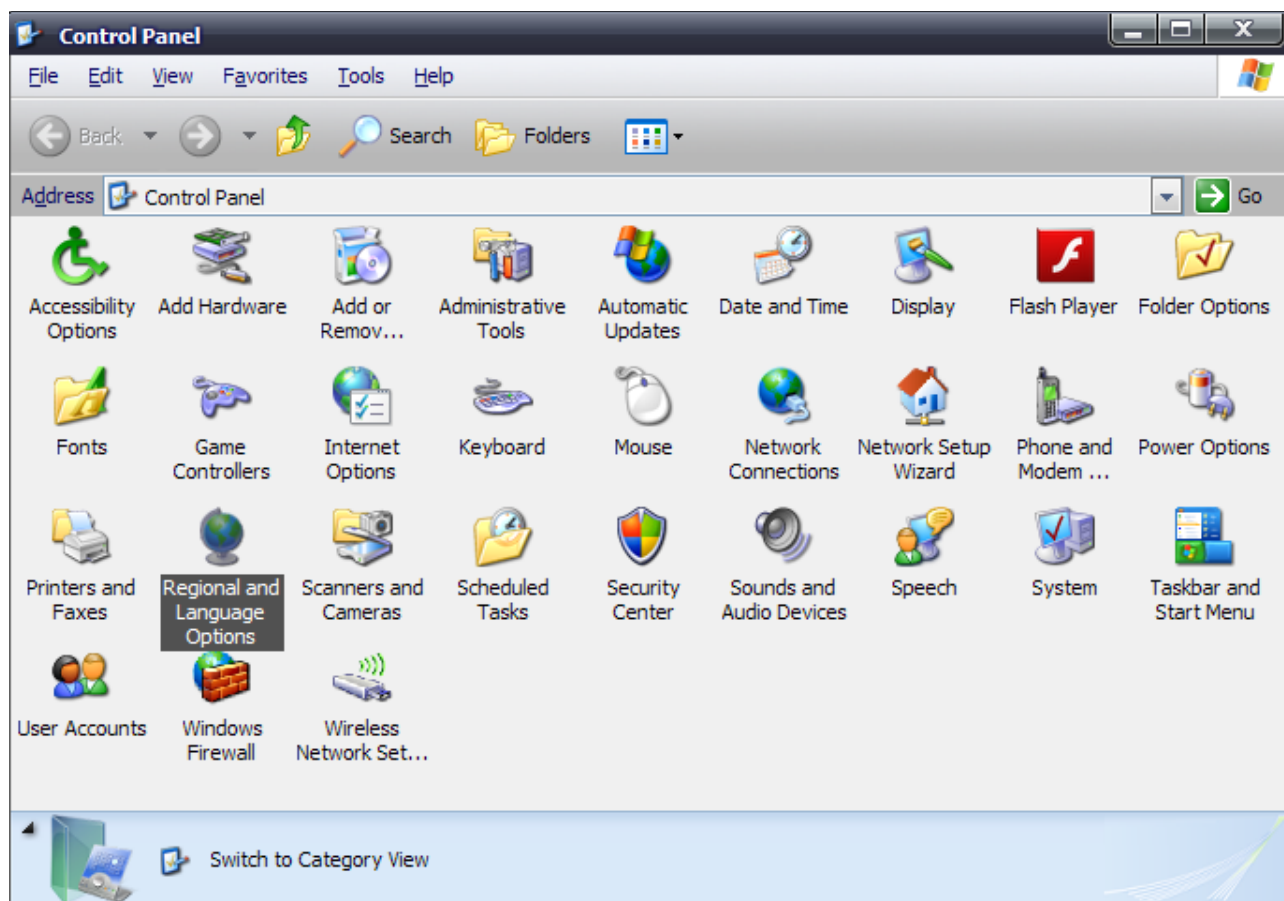 Control Panel
File Edit View Favorites Tools Help
Back Search Folders
Address Control Panel Go
Accessibility Options
Add Hardware
Add or Remov...
Administrative Tools
Automatic Updates
Date and Time
Display
Flash Player
Folder Options
Fonts
Game Controllers
Internet Options
Keyboard
Mouse
Network Connections
Network Setup Wizard
Phone and Modem ...
Power Options
Printers and Faxes
Regional and Language Options
Scanners and Cameras
Scheduled Tasks
Security Center
Sounds and Audio Devices
Speech
System
Taskbar and Start Menu
User Accounts
Windows Firewall
Wireless Network Set...
Switch to Category View